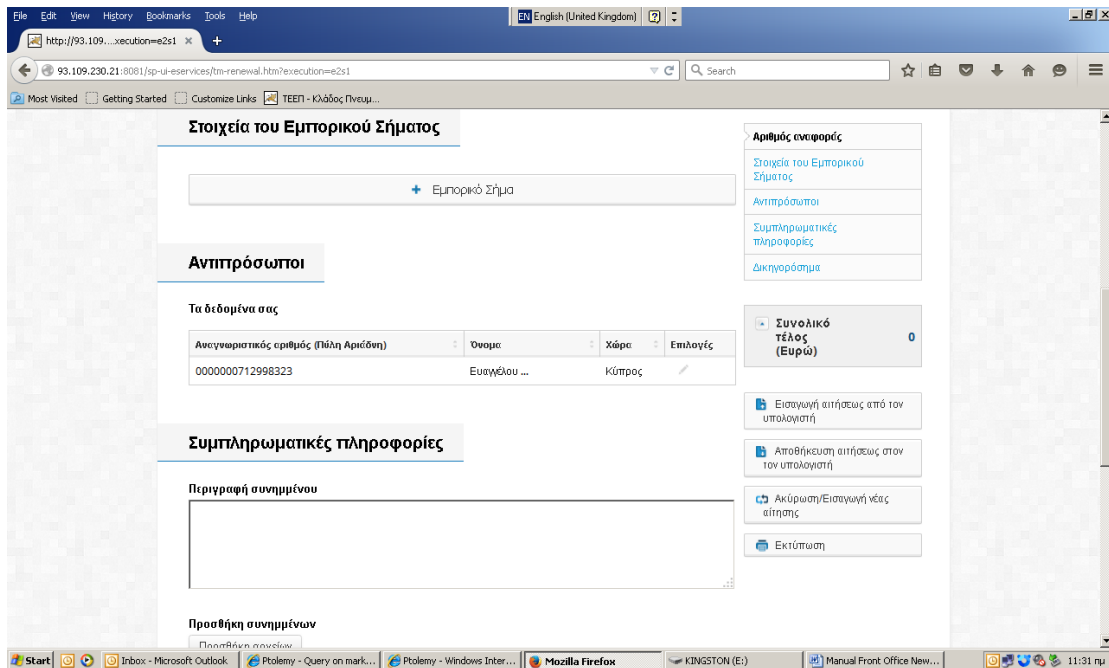 File Edit View History Bookmarks Tools Help
EN English (United Kingdom)
http://93.109....xecution=e2s1
93.109.230.21:8081/sp-ui-eservices/tm-renewal.htm?execution=e2s1
Search
Most Visited Getting Started Customize Links ΤΕΕΠ - Κλάδος Πνευμ...
Στοιχεία του Εμπορικού Σήματος
+ Εμπορικό Σήμα
Αντιπρόσωποι
Τα δεδομένα σας
Αναγνωριστικός αριθμός (Πύλη Αριάδνη) Όνομα Χώρα Επιλογές
0000000712998323 Ευαγγέλου ... Κύπρος
Συμπληρωματικές πληροφορίες
Περιγραφή συνημμένου
Προσθήκη συνημμένων
Προσθήκη αρχείων
Αριθμός αναφοράς
Στοιχεία του Εμπορικού
Σήματος
Αντιπρόσωποι
Συμπληρωματικές
πληροφορίες
Δικηγορόσημα
Συνολικό
τέλος
(Ευρώ)
0
Εισαγωγή αιτήσεως από τον
υπολογιστή
Αποθήκευση αιτήσεως στον
τον υπολογιστή
Ακύρωση/Εισαγωγή νέας
αίτησης
Εκτύπωση
Start Inbox - Microsoft Outlook Ptolemy - Query on mark... Ptolemy - Windows Inter... Mozilla Firefox KINGSTON (E:) Manual Front Office New... 11:31 πμ